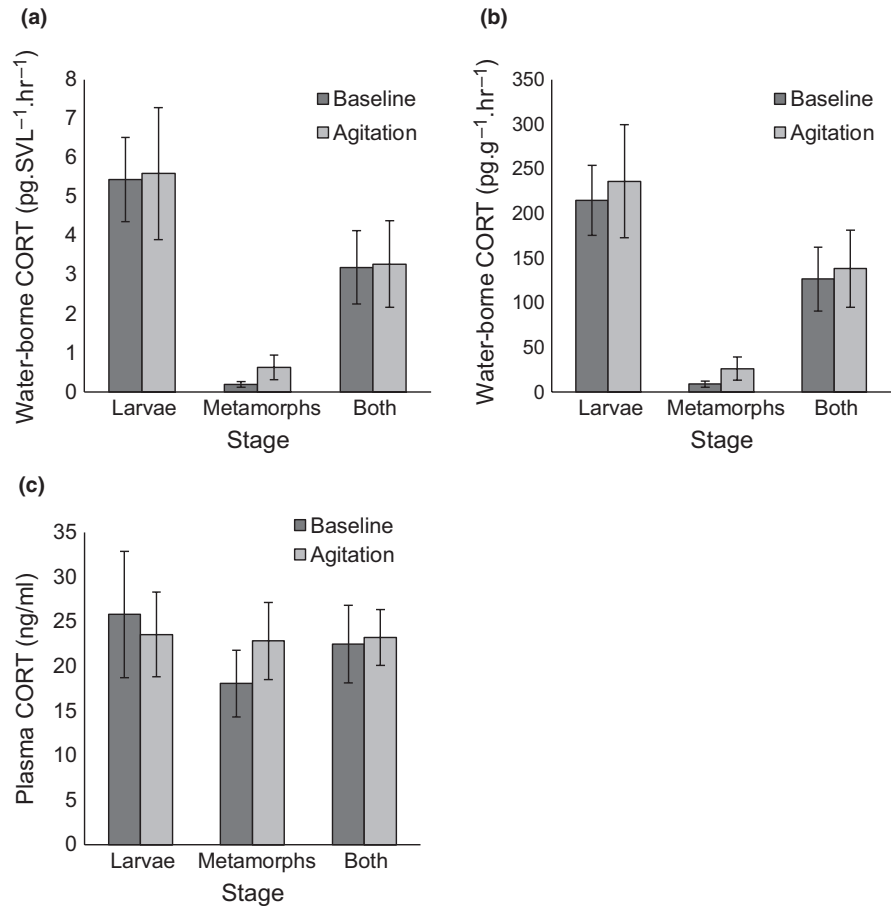 (a)
Water-borne CORT (pg.SVL⁻¹.hr⁻¹)
8
7
6
5
4
3
2
1
0
Baseline
Agitation
Larvae Metamorphs Both
Stage
(b)
Water-borne CORT (pg.g⁻¹.hr⁻¹)
350
300
250
200
150
100
50
0
Baseline
Agitation
Larvae Metamorphs Both
Stage
(c)
Plasma CORT (ng/ml)
35
30
25
20
15
10
5
0
Baseline
Agitation
Larvae Metamorphs Both
Stage